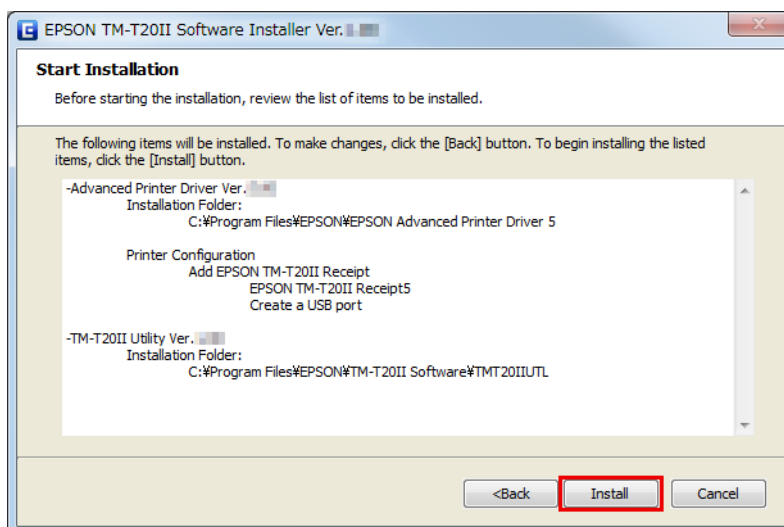 EPSON TM-T20II Software Installer Ver.
Start Installation
Before starting the installation, review the list of items to be installed.
The following items will be installed. To make changes, click the [Back] button. To begin installing the listed
items, click the [Install] button.
-Advanced Printer Driver Ver.
Installation Folder:
C:¥Program Files¥EPSON¥EPSON Advanced Printer Driver 5
Printer Configuration
Add EPSON TM-T20II Receipt
EPSON TM-T20II Receipt5
Create a USB port
-TM-T20II Utility Ver.
Installation Folder:
C:¥Program Files¥EPSON¥TM-T20II Software¥TMT20IIUTL
<Back Install Cancel